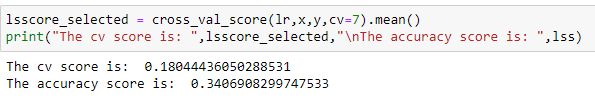 lsscore_selected = cross_val_score(lr,x,y,cv=7).mean()
print("The cv score is: ",lsscore_selected,"\nThe accuracy score is: ",lss)
The cv score is:  0.18044436050288531
The accuracy score is:  0.3406908299747533